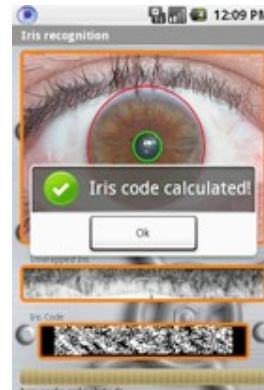 12:09 PM
Iris recognition
Iris code calculated!
Ok
Unwrapped Iris
Iris Code